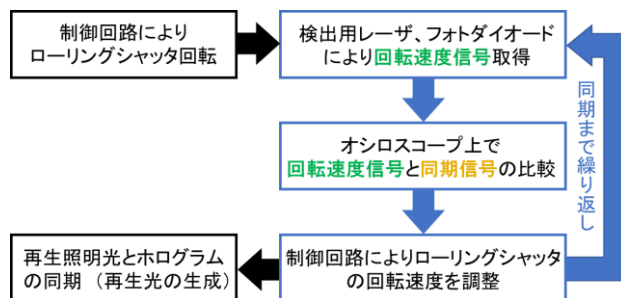 制御回路により
ローリングシャッタ回転
検出用レーザ、フォトダイオード
により回転速度信号取得
オシロスコープ上で
回転速度信号と同期信号の比較
同期まで繰り返し
制御回路によりローリングシャッタ
の回転速度を調整
再生照明光とホログラム
の同期 （再生光の生成）